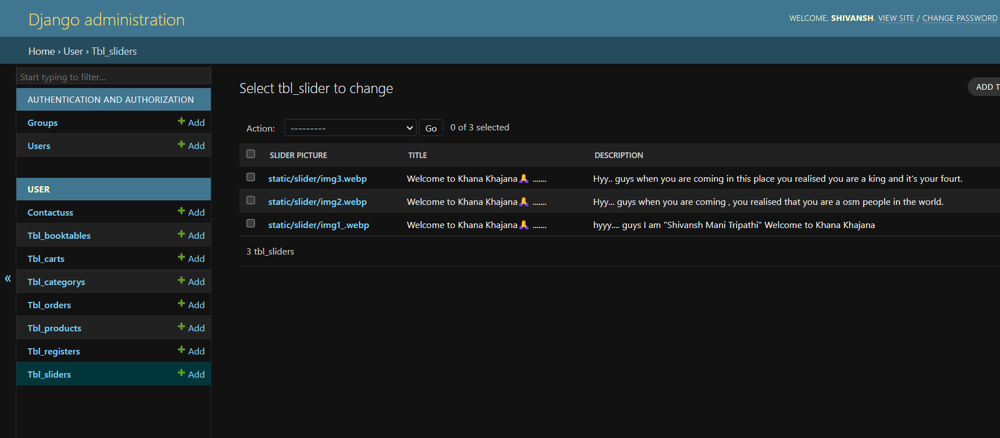 Django administration
WELCOME, SHIVANSH. VIEW SITE / CHANGE PASSWORD
Home › User › Tbl_sliders
Start typing to filter...
AUTHENTICATION AND AUTHORIZATION
Groups + Add
Users + Add
USER
Contactuss + Add
Tbl_booktables + Add
Tbl_carts + Add
Tbl_categorys + Add
Tbl_orders + Add
Tbl_products + Add
Tbl_registers + Add
Tbl_sliders + Add
«
Select tbl_slider to change
ADD T
Action: --------- Go 0 of 3 selected
SLIDER PICTURE TITLE DESCRIPTION
static/slider/img3.webp Welcome to Khana Khajana🙏 ....... Hyy.. guys when you are coming in this place you realised you are a king and it's your fourt.
static/slider/img2.webp Welcome to Khana Khajana🙏 ....... Hyy... guys when you are coming , you realised that you are a osm people in the world.
static/slider/img1_.webp Welcome to Khana Khajana🙏 ....... hyyy.... guys I am "Shivansh Mani Tripathi" Welcome to Khana Khajana
3 tbl_sliders